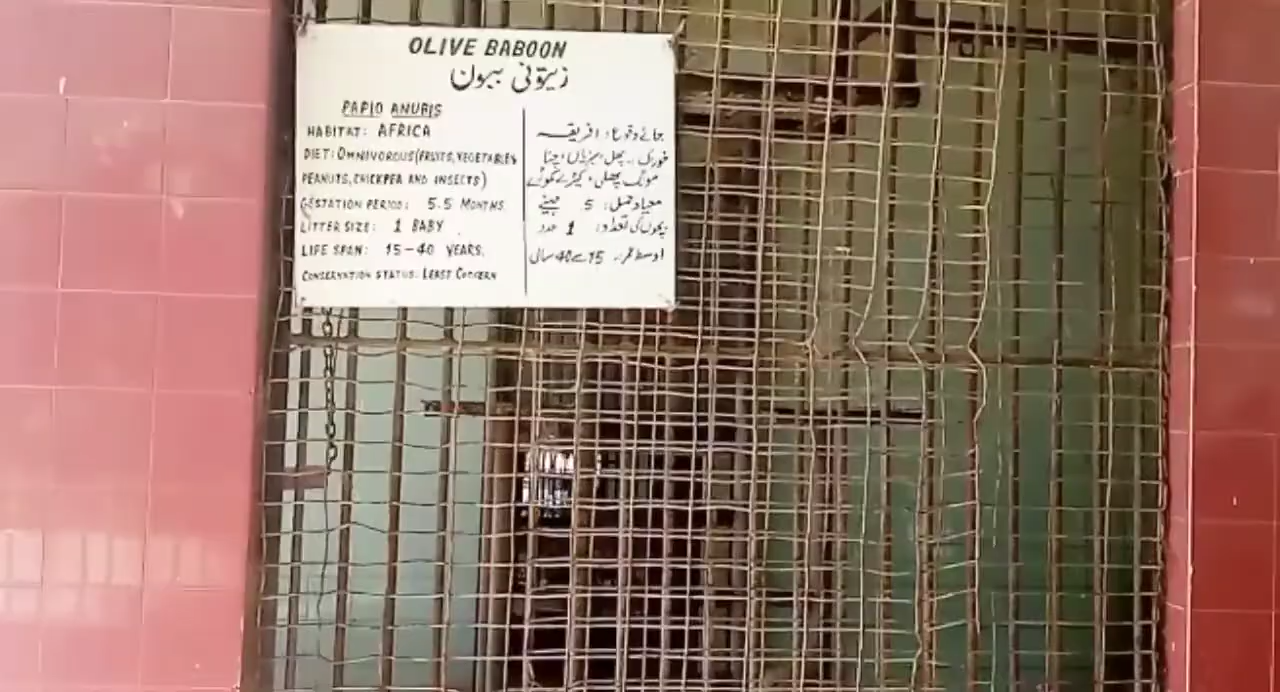 OLIVE BABOON
زیتونی ببون
PAPIO ANUBIS
HABITAT: AFRICA
DIET: OMNIVOROUS (FRUITS, VEGETABLES
PEANUTS, CHICKPEA AND INSECTS)
GESTATION PERIOD: 5.5 MONTHS
LITTER SIZE: 1 BABY
LIFE SPAN: 15-40 YEARS.
CONSERVATION STATUS: LEAST CONCERN
جائے وقوع: افریقہ
خوراک: پھل، سبزیاں، چنا
مونگ پھلی، کیڑے مکوڑے
معیاد حمل: 5 مہینے
بچوں کی تعداد: 1 عدد
اوسط عمر: 15 سے 40 سال